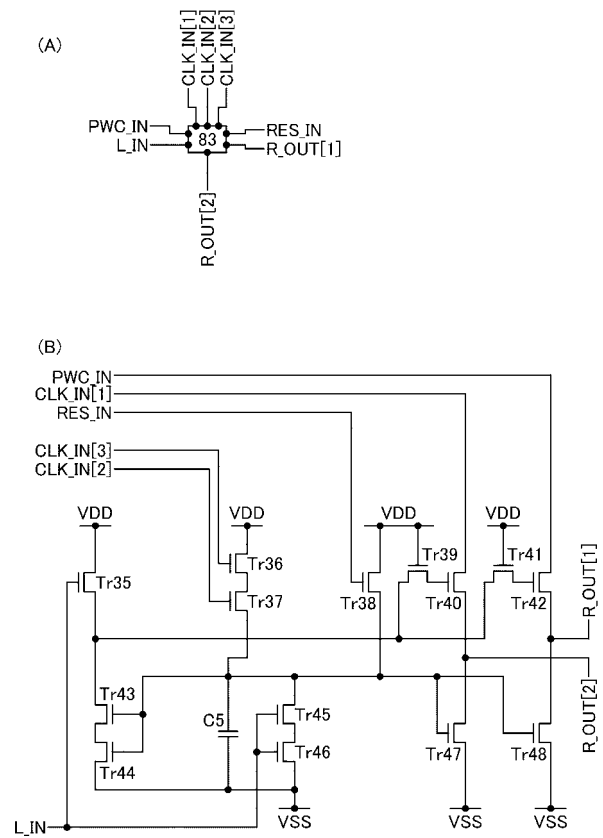 (A)
CLK_IN[1]
CLK_IN[2]
CLK_IN[3]
PWC_IN
L_IN
83
RES_IN
R_OUT[1]
R_OUT[2]
(B)
PWC_IN
CLK_IN[1]
RES_IN
CLK_IN[3]
CLK_IN[2]
VDD
VDD
VDD
VDD
Tr35
Tr36
Tr37
Tr38
Tr39
Tr40
Tr41
Tr42
R_OUT[1]
R_OUT[2]
Tr43
Tr44
C5
Tr45
Tr46
Tr47
Tr48
L_IN
VSS
VSS
VSS